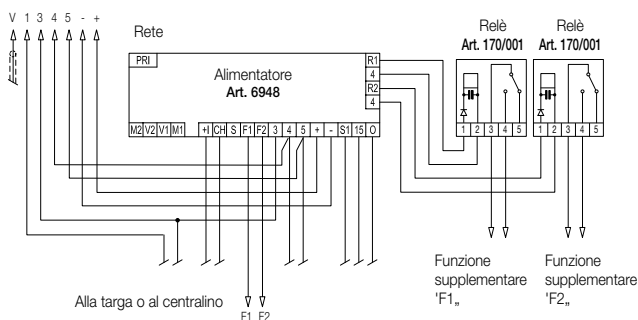 V 1 3 4 5 - +
Rete
PRI
Alimentatore
Art. 6948
R1
4
R2
4
M2 V2 V1 M1 +I CH S F1 F2 3 4 5 + - S1 15 O
Relè
Art. 170/001
1 2 3 4 5
Relè
Art. 170/001
1 2 3 4 5
Funzione
supplementare
'F1„
Funzione
supplementare
'F2„
Alla targa o al centralino
F1 F2